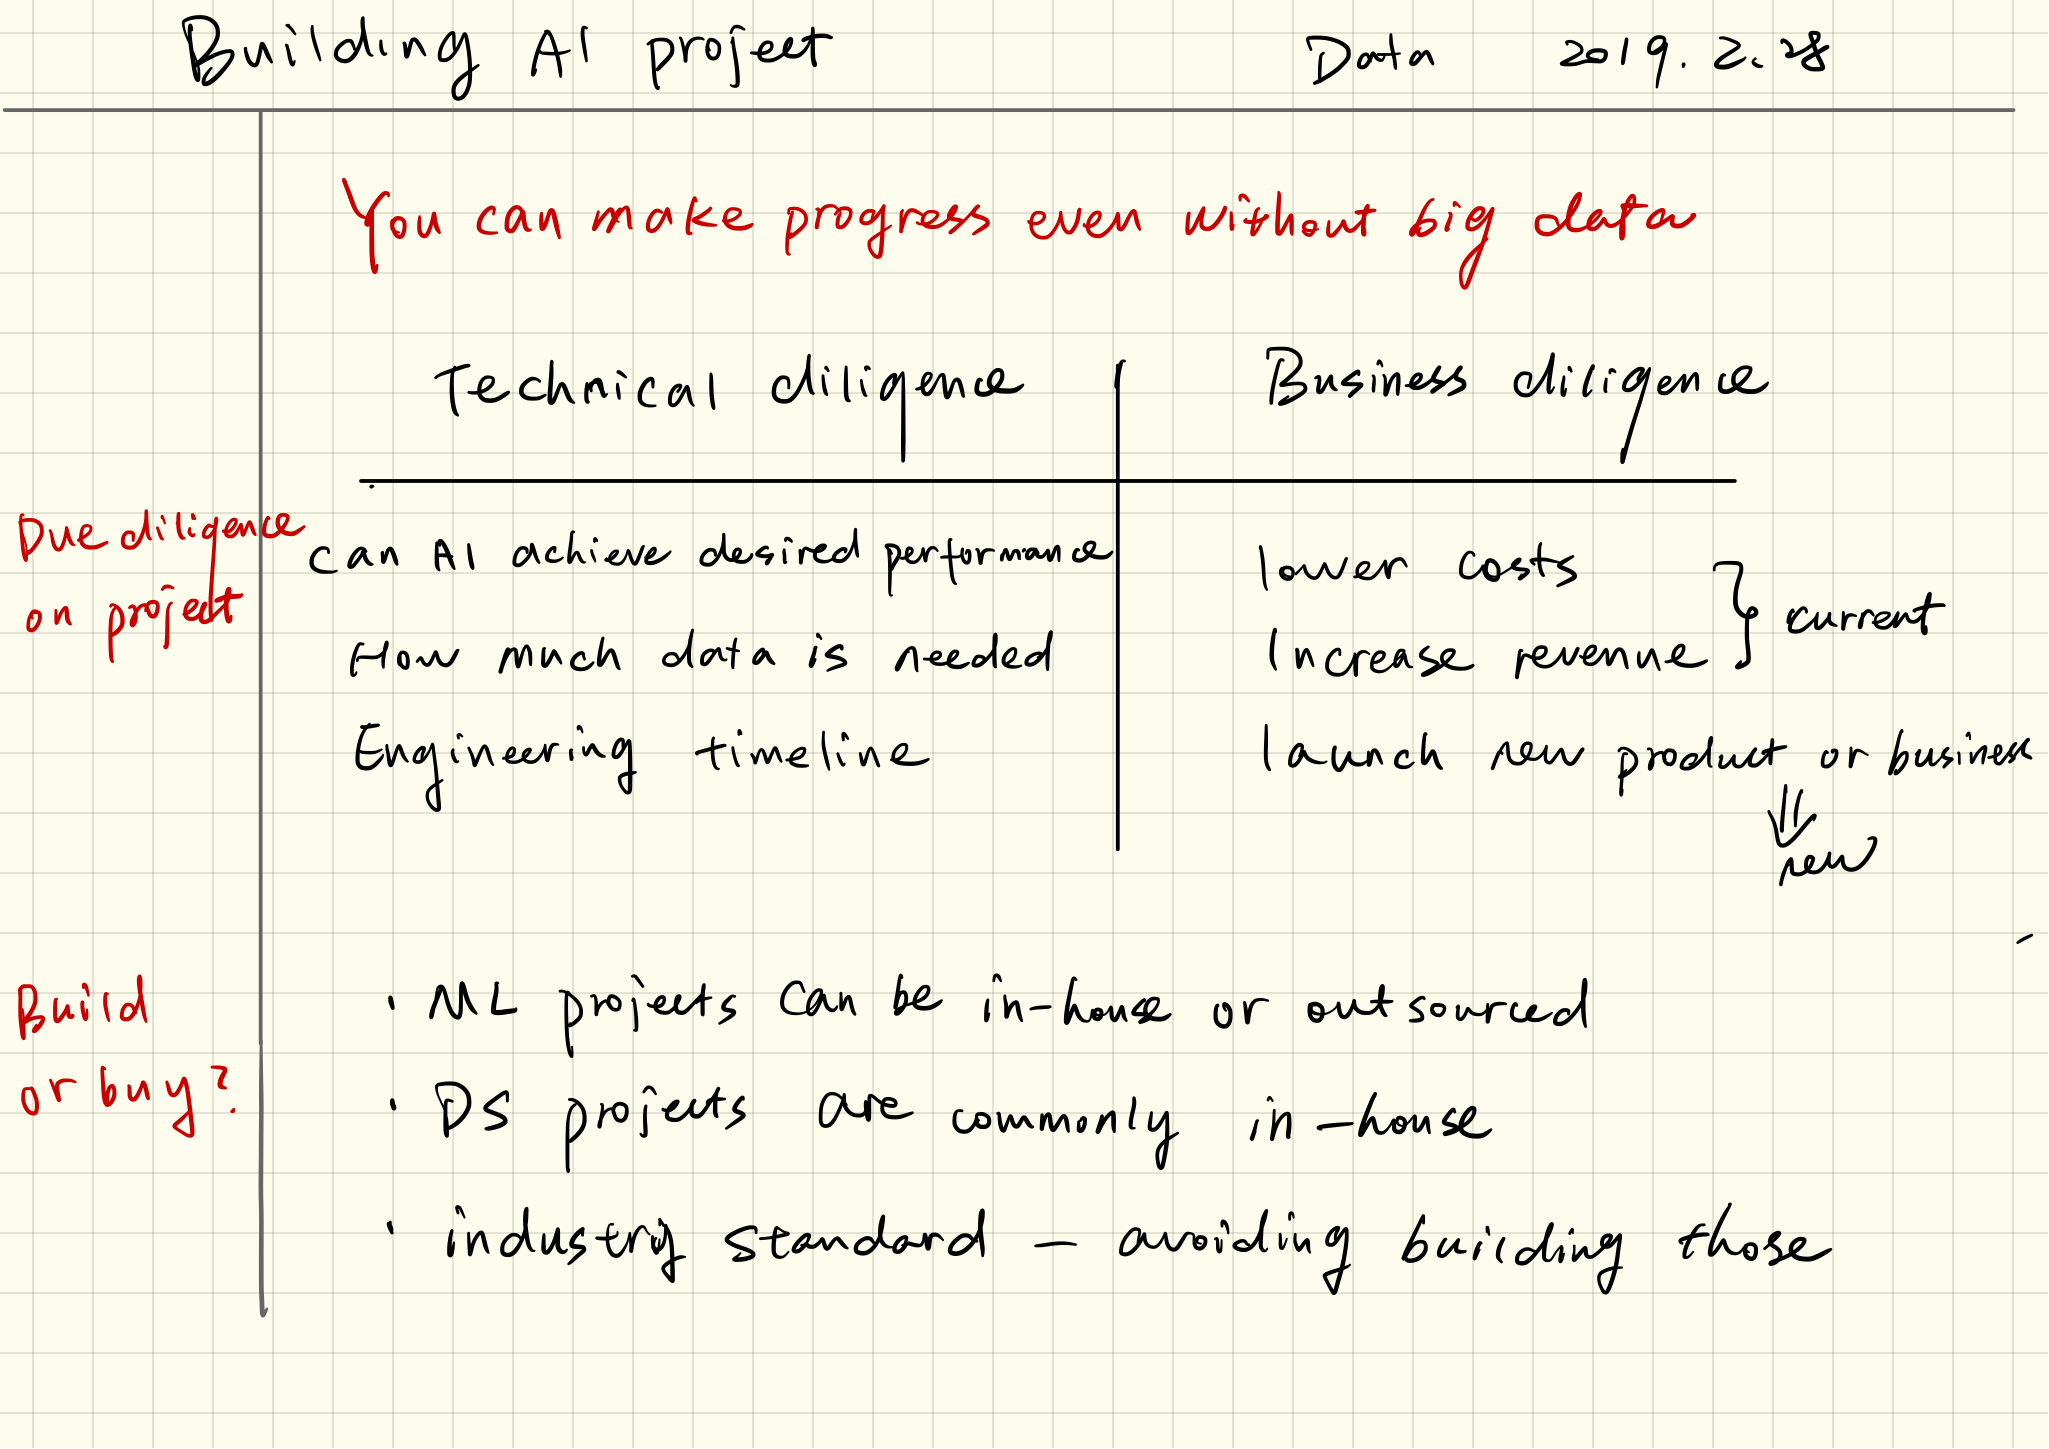 Building AI project Data 2019. 2. 28
You can make progress even without big data
Technical diligence Business diligence
Due diligence
on project
can AI achieve desired performance
How much data is needed
Engineering timeline
lower costs
Increase revenue } current
launch new product or business
⇓
new
Build
or buy?
· ML projects can be in-house or outsourced
· DS projects are commonly in-house
· industry standard — avoiding building those